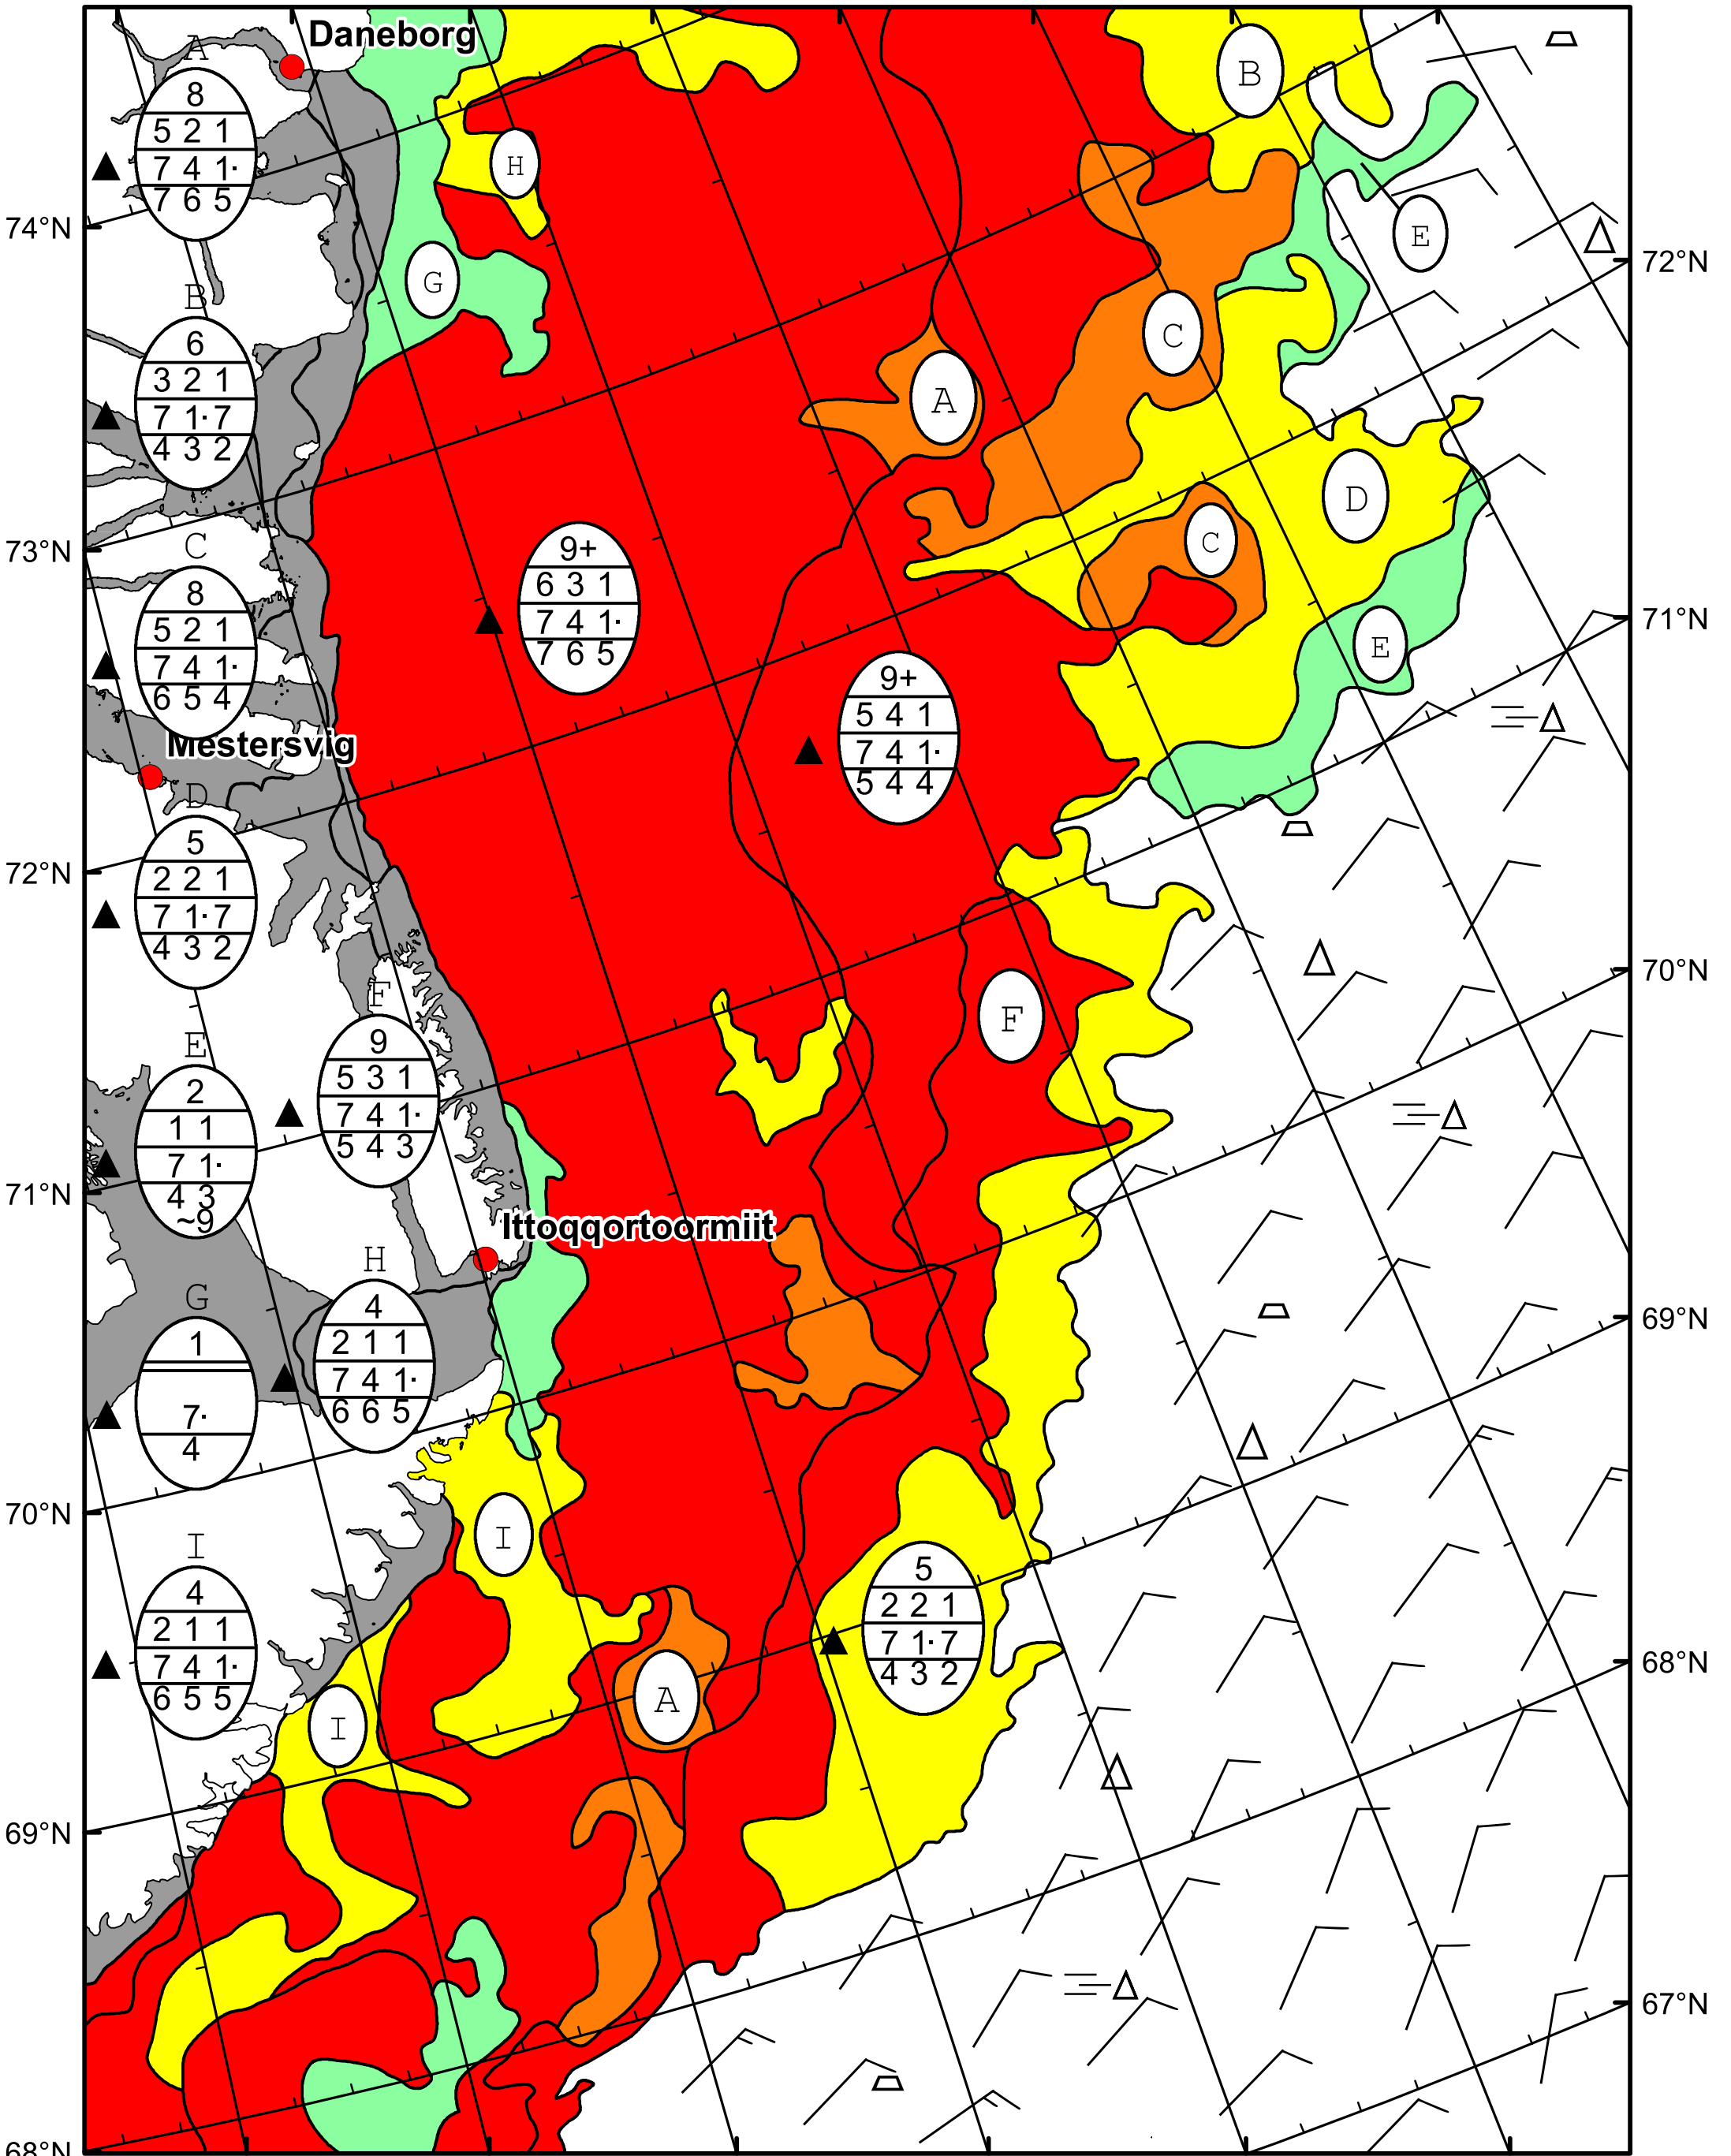 Daneborg
A
8
5 2 1
7 4 1·
7 6 5
B
6
3 2 1
7 1· 7
4 3 2
C
8
5 2 1
7 4 1·
6 5 4
Mestersvig
D
5
2 2 1
7 1· 7
4 3 2
E
2
1 1
7 1·
4 3
~9
F
9
5 3 1
7 4 1·
5 4 3
G
1
7·
4
H
4
2 1 1
7 4 1·
6 6 5
I
4
2 1 1
7 4 1·
6 5 5
Ittoqqortoormiit
9+
6 3 1
7 4 1·
7 6 5
9+
5 4 1
7 4 1·
5 4 4
5
2 2 1
7 1· 7
4 3 2
B
H
E
G
C
A
D
C
E
F
I
A
I
74°N
73°N
72°N
71°N
70°N
69°N
68°N
72°N
71°N
70°N
69°N
68°N
67°N